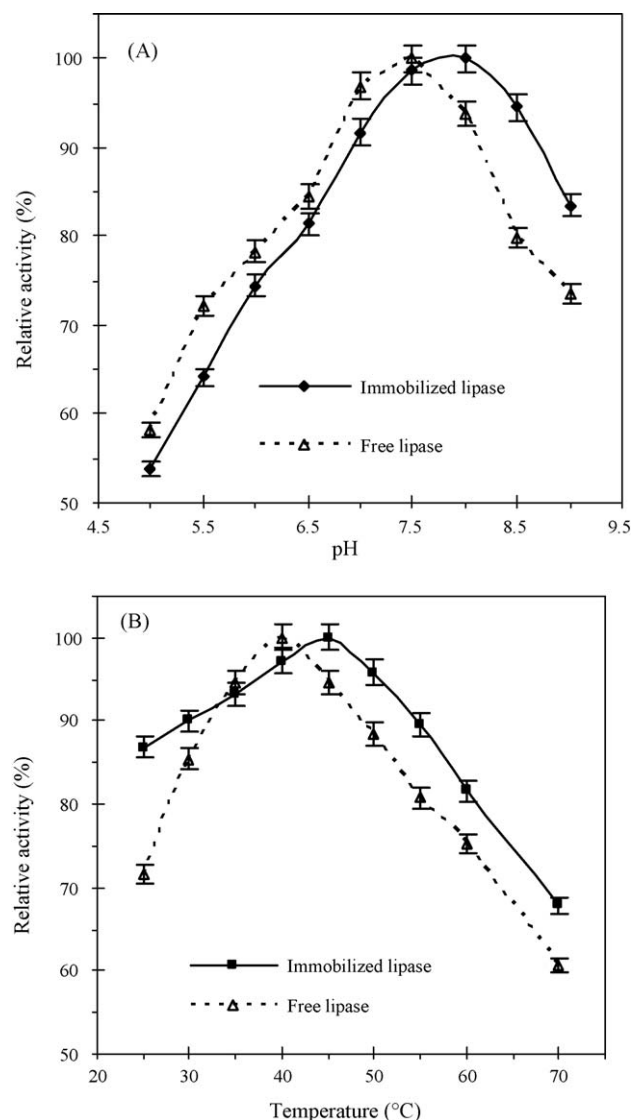 (A)
100
90
80
70
60
50
Relative activity (%)
Immobilized lipase
Free lipase
4.5 5.5 6.5 7.5 8.5 9.5
pH
(B)
100
90
80
70
60
50
Relative activity (%)
Immobilized lipase
Free lipase
20 30 40 50 60 70
Temperature (°C)